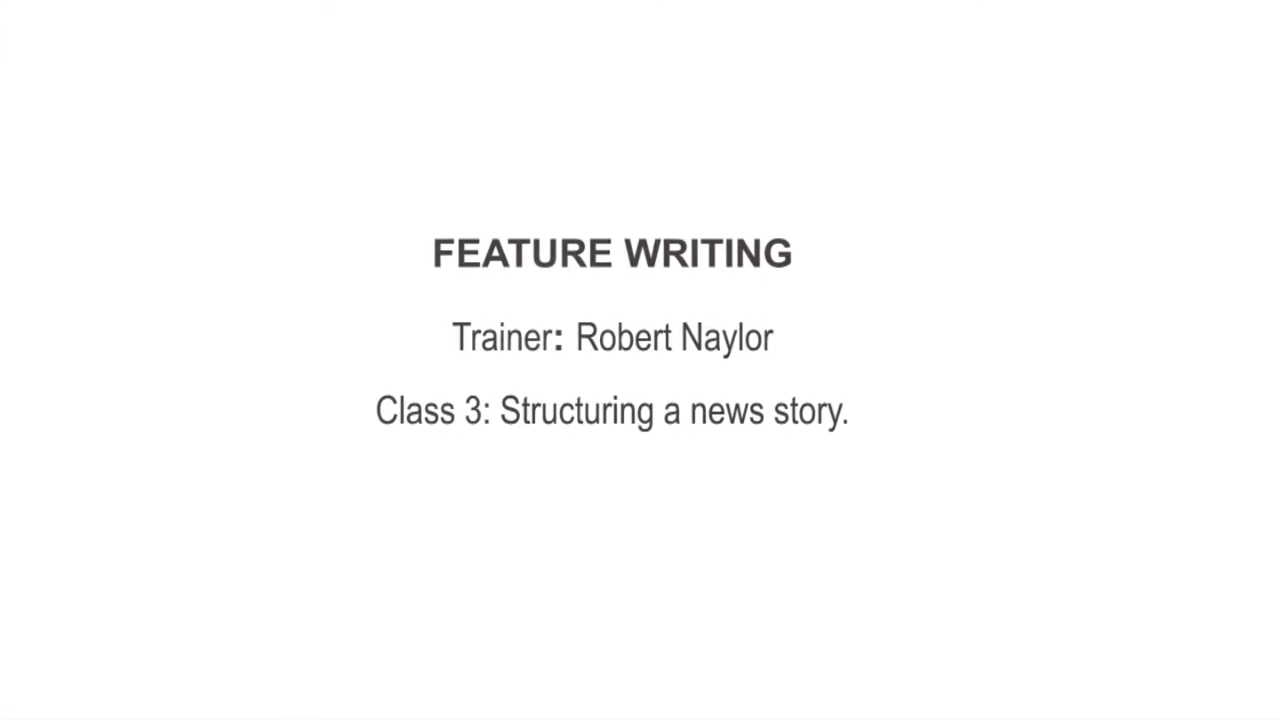 FEATURE WRITING
Trainer: Robert Naylor
Class 3: Structuring a news story.